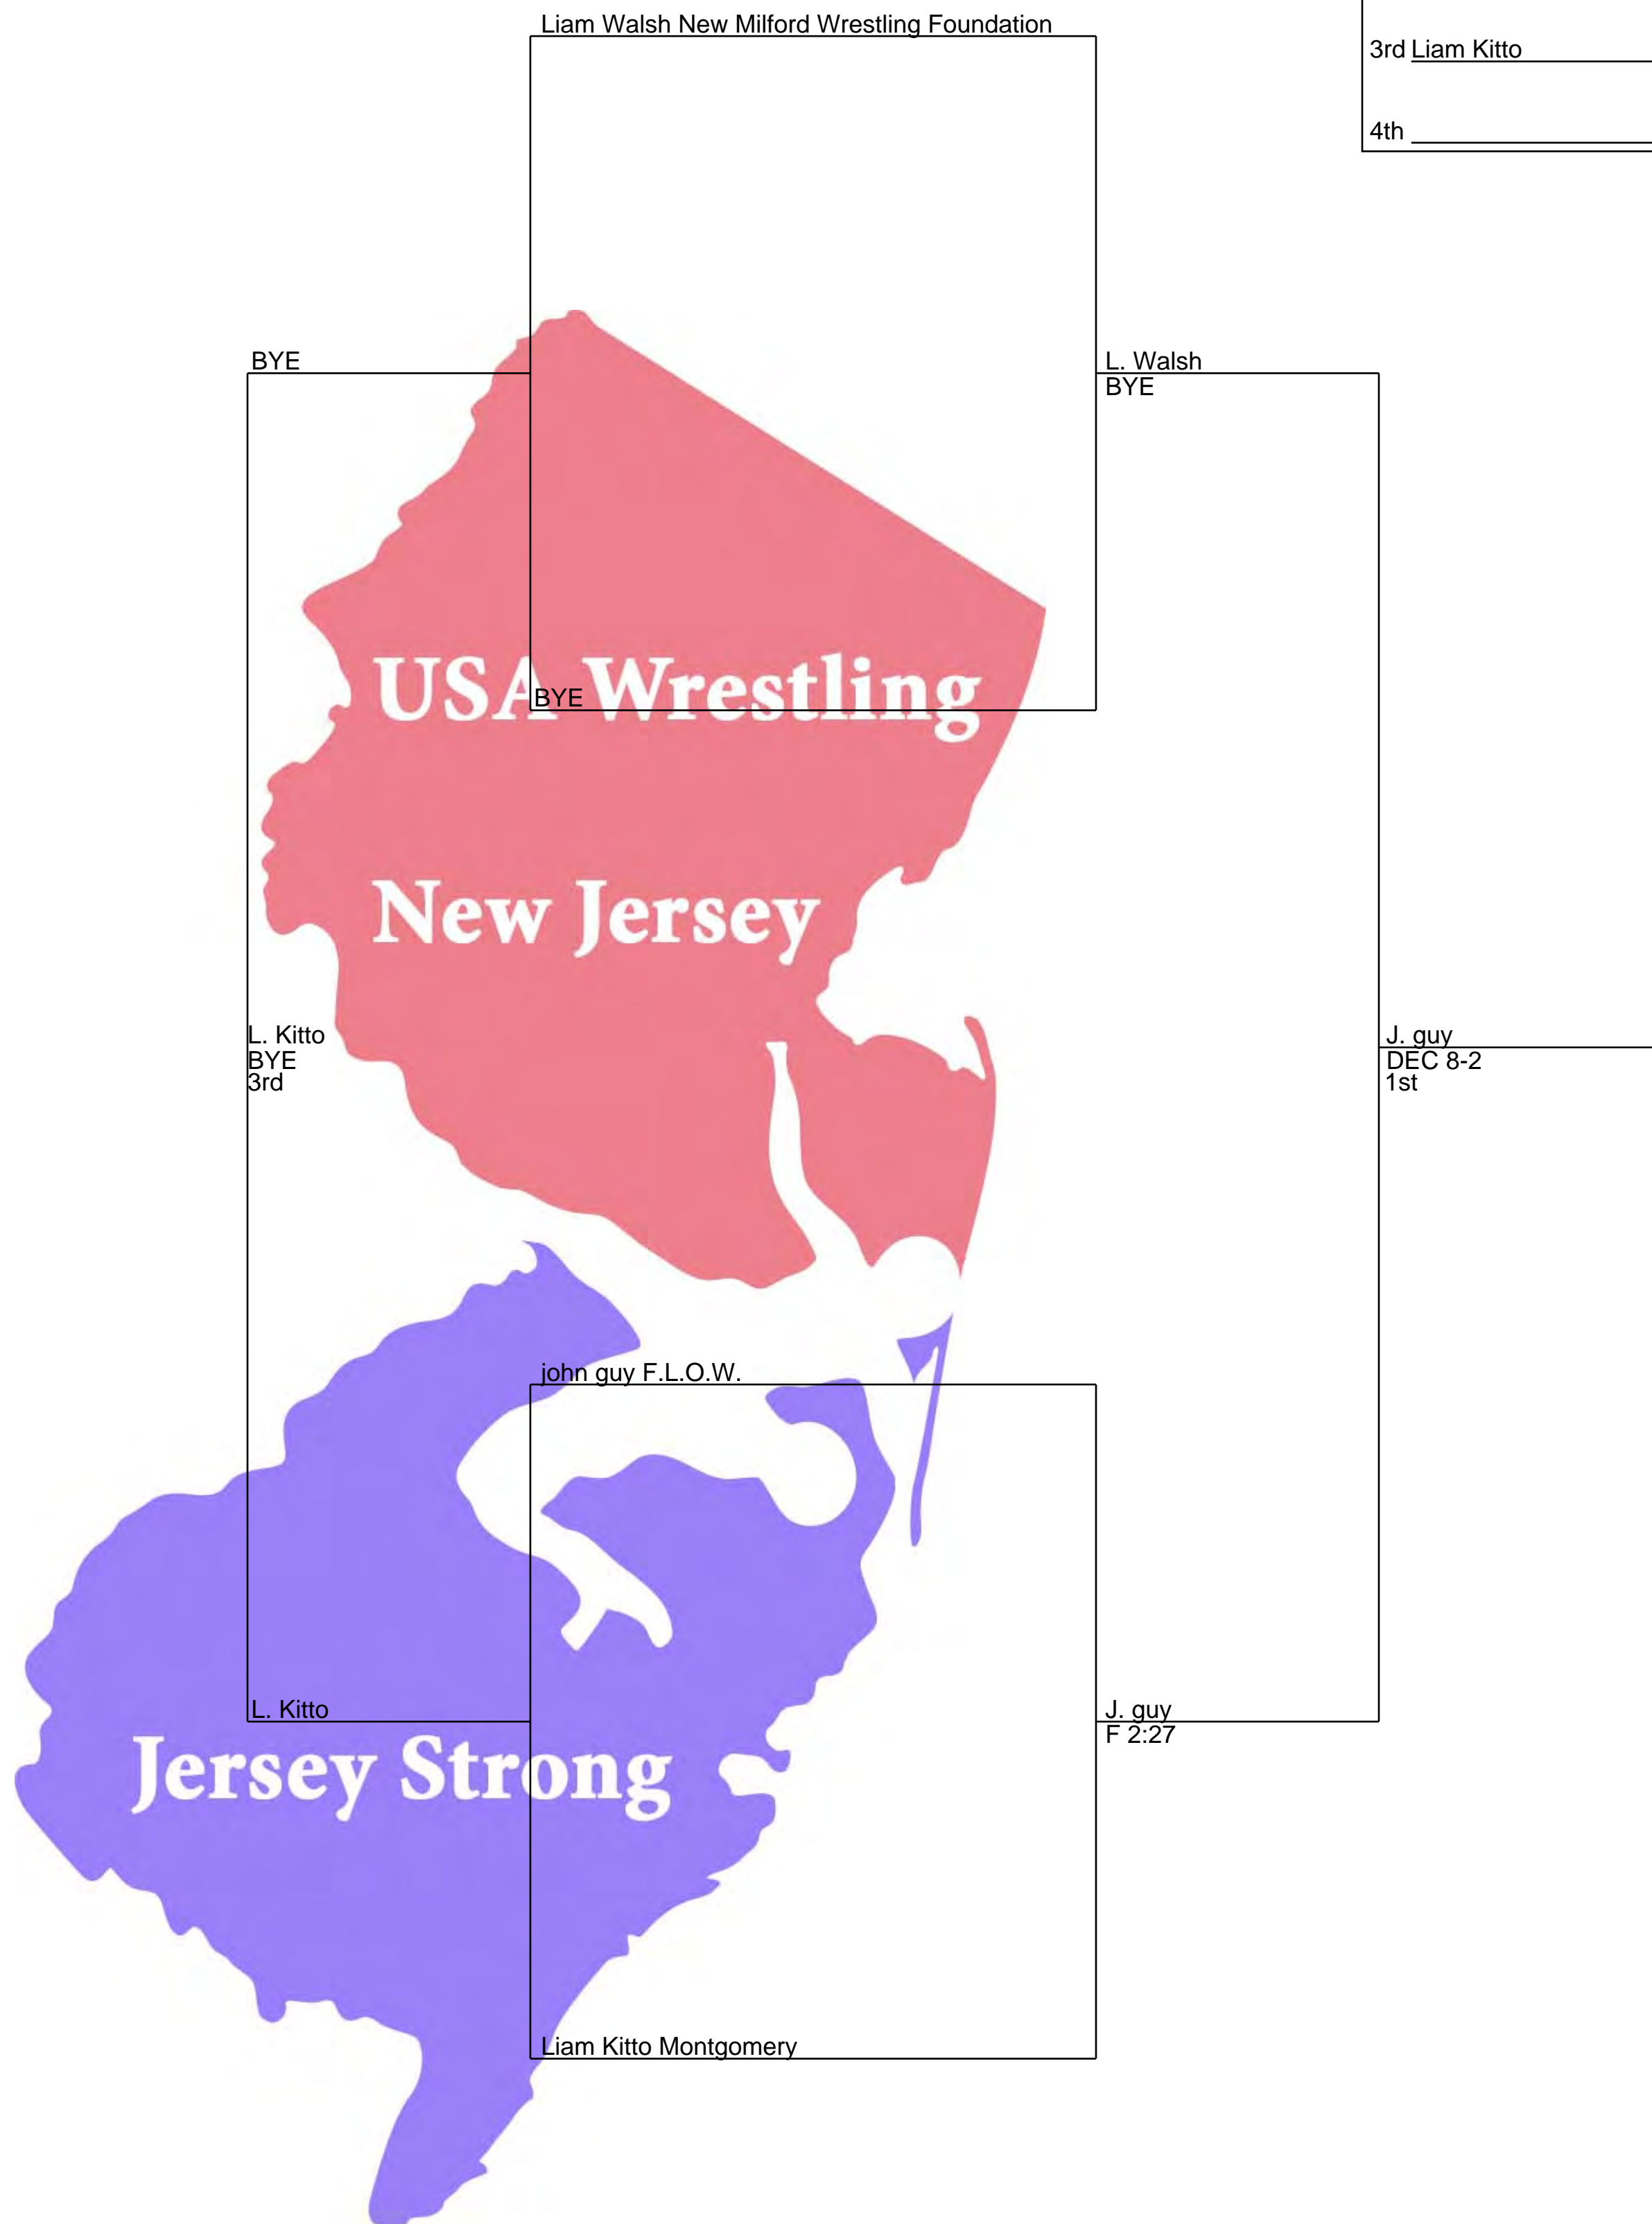 Liam Walsh New Milford Wrestling Foundation
3rd Liam Kitto
4th
BYE
L. Walsh
BYE
USA Wrestling
BYE
New Jersey
L. Kitto
BYE
3rd
J. guy
DEC 8-2
1st
john guy F.L.O.W.
L. Kitto
J. guy
F 2:27
Jersey Strong
Liam Kitto Montgomery